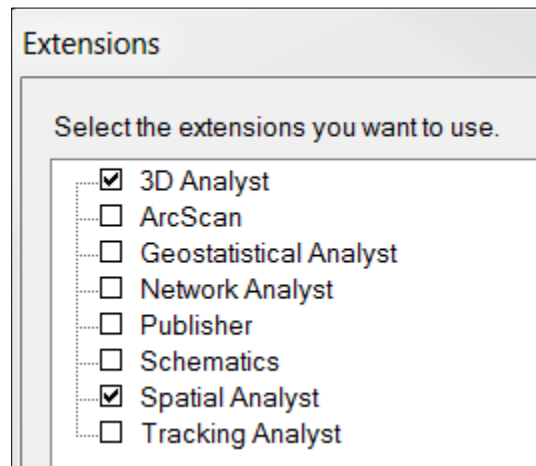 Extensions
Select the extensions you want to use.
3D Analyst
ArcScan
Geostatistical Analyst
Network Analyst
Publisher
Schematics
Spatial Analyst
Tracking Analyst